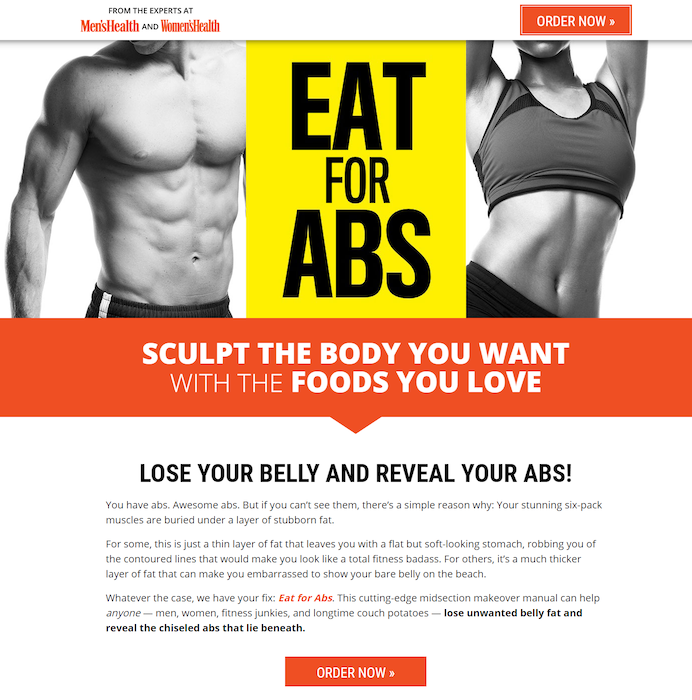 FROM THE EXPERTS AT
Men'sHealth AND Women'sHealth
ORDER NOW »
EAT
FOR
ABS
SCULPT THE BODY YOU WANT
WITH THE FOODS YOU LOVE
LOSE YOUR BELLY AND REVEAL YOUR ABS!
You have abs. Awesome abs. But if you can't see them, there's a simple reason why: Your stunning six-pack
muscles are buried under a layer of stubborn fat.
For some, this is just a thin layer of fat that leaves you with a flat but soft-looking stomach, robbing you of
the contoured lines that would make you look like a total fitness badass. For others, it's a much thicker
layer of fat that can make you embarrassed to show your bare belly on the beach.
Whatever the case, we have your fix: Eat for Abs. This cutting-edge midsection makeover manual can help
anyone — men, women, fitness junkies, and longtime couch potatoes — lose unwanted belly fat and
reveal the chiseled abs that lie beneath.
ORDER NOW »